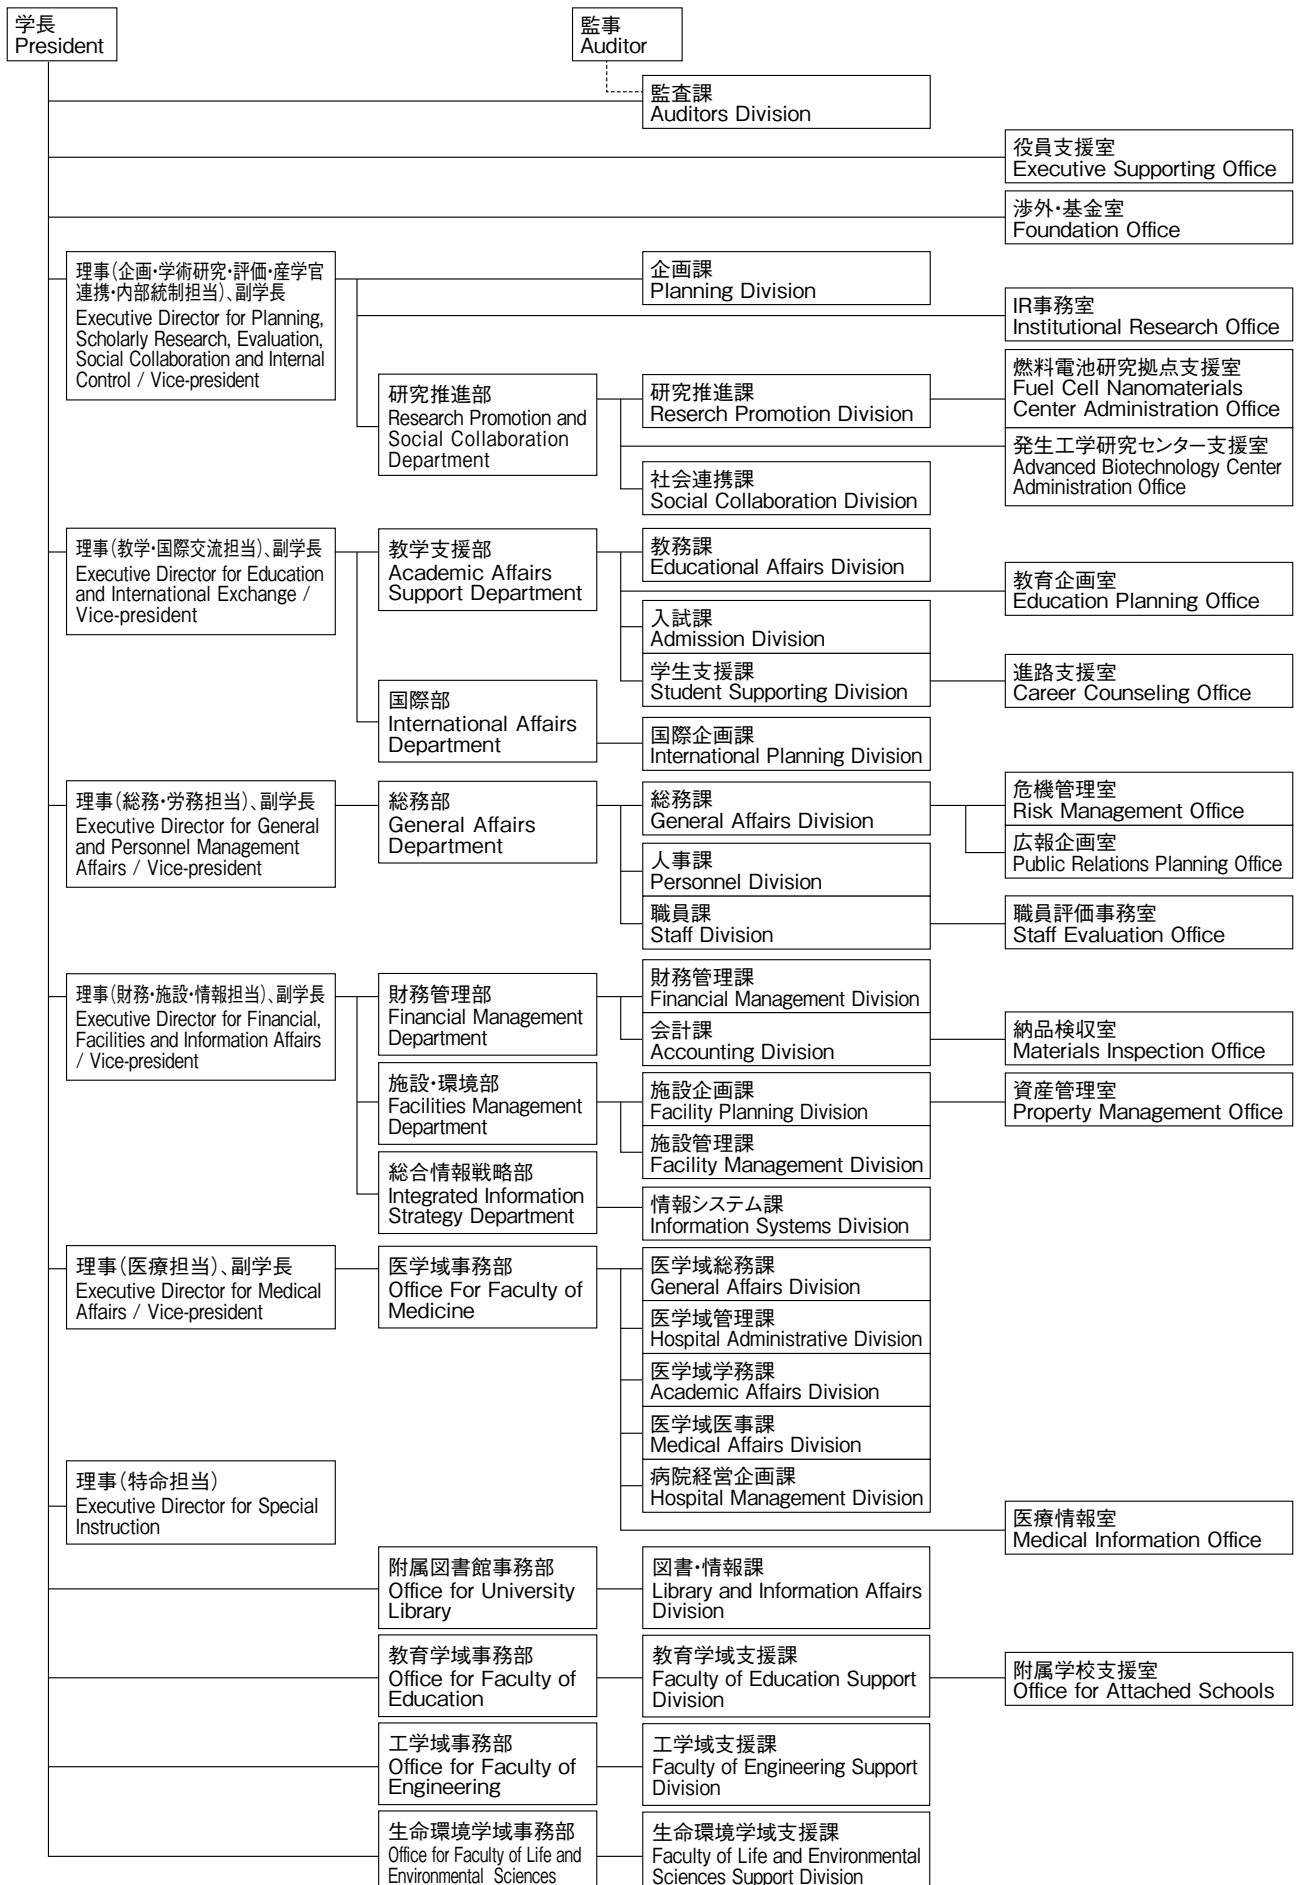 学長
President
監事
Auditor
監査課
Auditors Division
役員支援室
Executive Supporting Office
渉外・基金室
Foundation Office
理事(企画・学術研究・評価・産学官
連携・内部統制担当)、副学長
Executive Director for Planning,
Scholarly Research, Evaluation,
Social Collaboration and Internal
Control / Vice-president
企画課
Planning Division
IR事務室
Institutional Research Office
研究推進部
Research Promotion and
Social Collaboration
Department
研究推進課
Reserch Promotion Division
燃料電池研究拠点支援室
Fuel Cell Nanomaterials
Center Administration Office
発生工学研究センター支援室
Advanced Biotechnology Center
Administration Office
社会連携課
Social Collaboration Division
理事(教学・国際交流担当)、副学長
Executive Director for Education
and International Exchange /
Vice-president
教学支援部
Academic Affairs
Support Department
教務課
Educational Affairs Division
教育企画室
Education Planning Office
入試課
Admission Division
学生支援課
Student Supporting Division
進路支援室
Career Counseling Office
国際部
International Affairs
Department
国際企画課
International Planning Division
理事(総務・労務担当)、副学長
Executive Director for General
and Personnel Management
Affairs / Vice-president
総務部
General Affairs
Department
総務課
General Affairs Division
危機管理室
Risk Management Office
広報企画室
Public Relations Planning Office
人事課
Personnel Division
職員課
Staff Division
職員評価事務室
Staff Evaluation Office
理事(財務・施設・情報担当)、副学長
Executive Director for Financial,
Facilities and Information Affairs
/ Vice-president
財務管理部
Financial Management
Department
財務管理課
Financial Management Division
会計課
Accounting Division
納品検収室
Materials Inspection Office
施設・環境部
Facilities Management
Department
施設企画課
Facility Planning Division
資産管理室
Property Management Office
施設管理課
Facility Management Division
総合情報戦略部
Integrated Information
Strategy Department
情報システム課
Information Systems Division
理事(医療担当)、副学長
Executive Director for Medical
Affairs / Vice-president
医学域事務部
Office For Faculty of
Medicine
医学域総務課
General Affairs Division
医学域管理課
Hospital Administrative Division
医学域学務課
Academic Affairs Division
医学域医事課
Medical Affairs Division
病院経営企画課
Hospital Management Division
医療情報室
Medical Information Office
理事(特命担当)
Executive Director for Special
Instruction
附属図書館事務部
Office for University
Library
図書・情報課
Library and Information Affairs
Division
教育学域事務部
Office for Faculty of
Education
教育学域支援課
Faculty of Education Support
Division
附属学校支援室
Office for Attached Schools
工学域事務部
Office for Faculty of
Engineering
工学域支援課
Faculty of Engineering Support
Division
生命環境学域事務部
Office for Faculty of Life and
Environmental Sciences
生命環境学域支援課
Faculty of Life and Environmental
Sciences Support Division